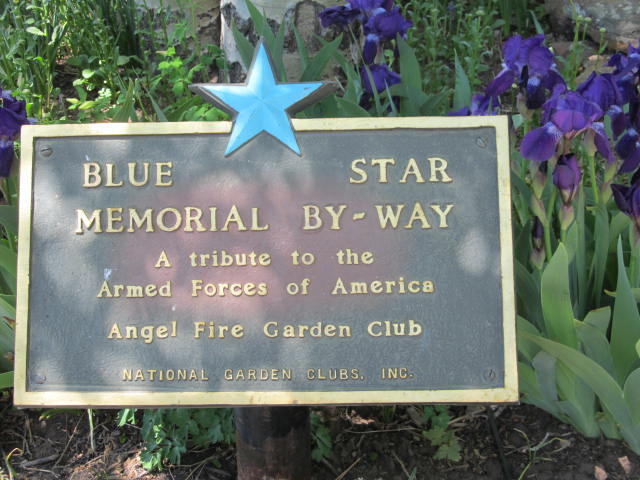 BLUE STAR
MEMORIAL BY-WAY
A tribute to the
Armed Forces of America
Angel Fire Garden Club
NATIONAL GARDEN CLUBS, INC.